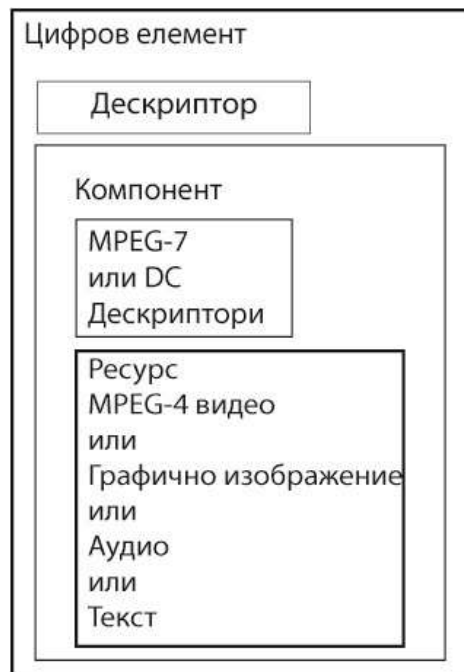 Цифров елемент
Дескриптор
Компонент
MPEG-7
или DC
Дескриптори
Ресурс
MPEG-4 видео
или
Графично изображение
или
Аудио
или
Текст